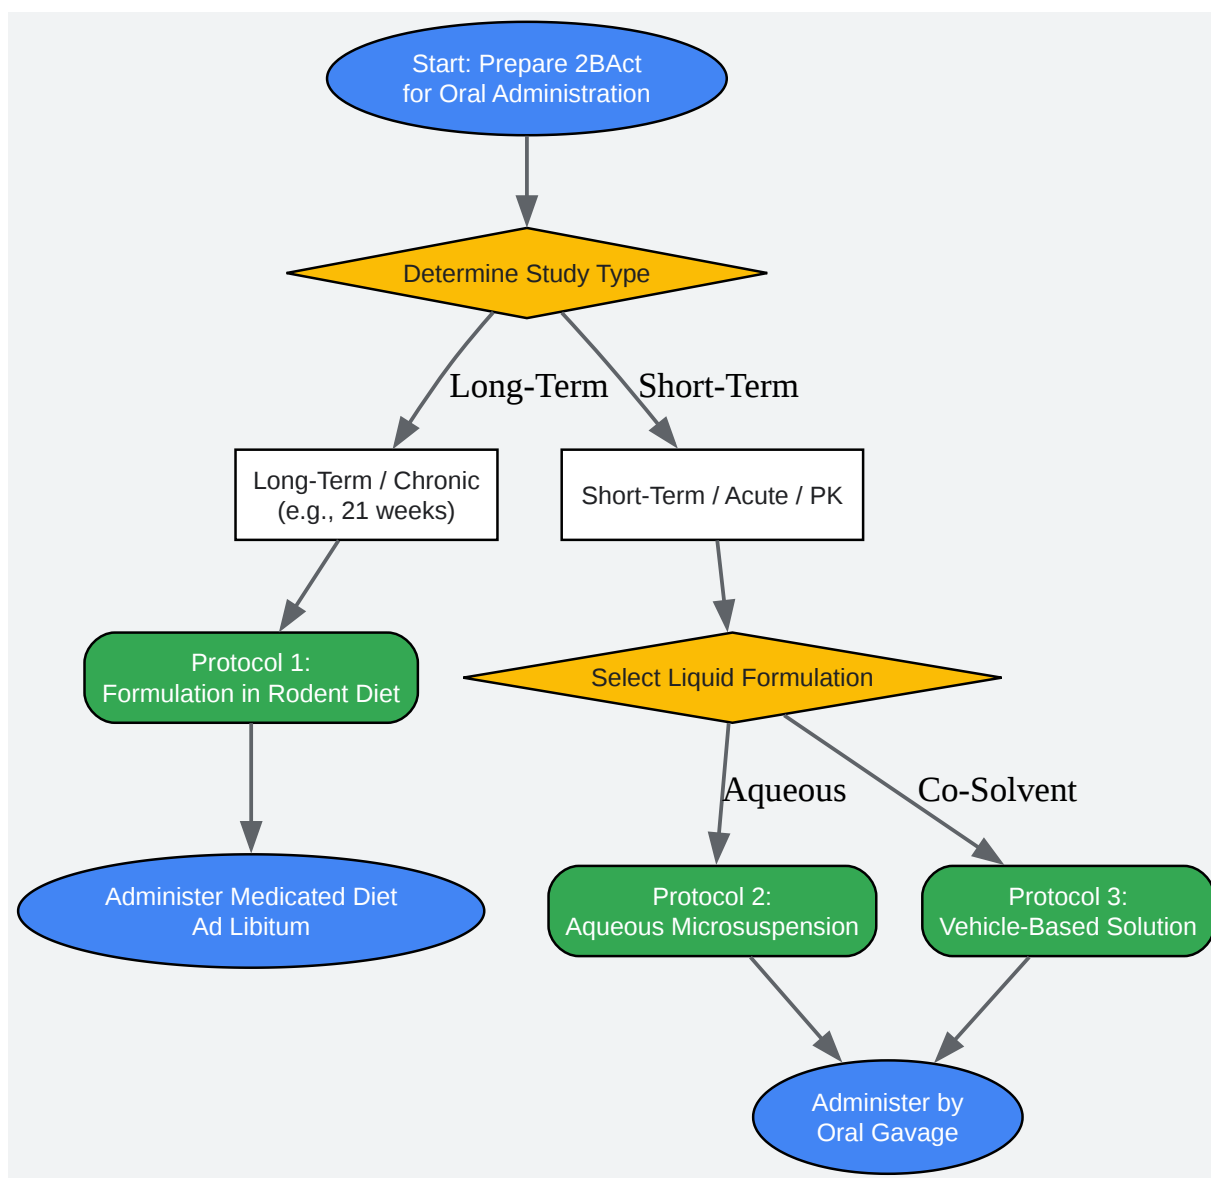 Start: Prepare 2BAct
for Oral Administration
Determine Study Type
Long-Term
Short-Term
Long-Term / Chronic
(e.g., 21 weeks)
Short-Term / Acute / PK
Protocol 1:
Formulation in Rodent Diet
Select Liquid Formulation
Aqueous
Co-Solvent
Administer Medicated Diet
Ad Libitum
Protocol 2:
Aqueous Microsuspension
Protocol 3:
Vehicle-Based Solution
Administer by
Oral Gavage